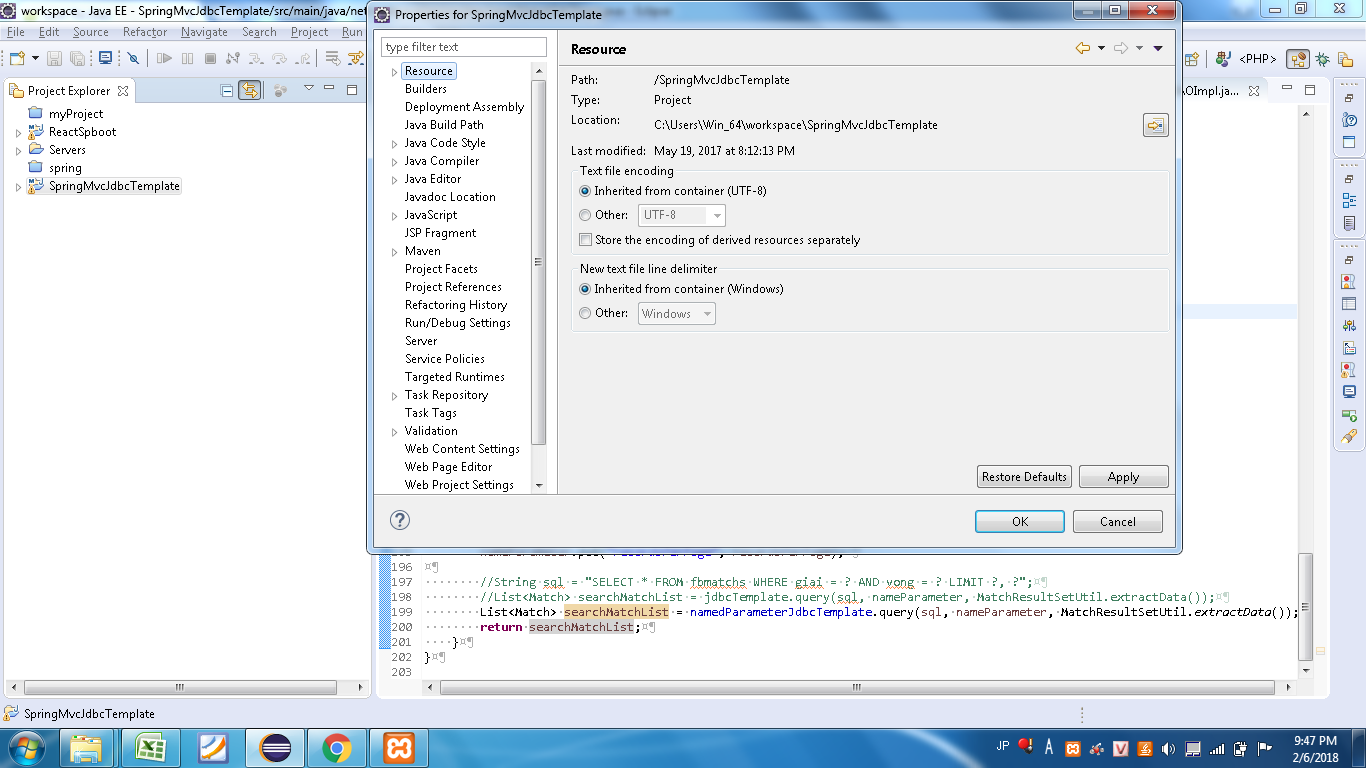 workspace - Java EE - SpringMvcJdbcTemplate/src/main/java/net
File Edit Source Refactor Navigate Search Project Run
<PHP>
Project Explorer
myProject
ReactSpboot
Servers
spring
SpringMvcJdbcTemplate
Properties for SpringMvcJdbcTemplate
type filter text
Resource
Builders
Deployment Assembly
Java Build Path
Java Code Style
Java Compiler
Java Editor
Javadoc Location
JavaScript
JSP Fragment
Maven
Project Facets
Project References
Refactoring History
Run/Debug Settings
Server
Service Policies
Targeted Runtimes
Task Repository
Task Tags
Validation
Web Content Settings
Web Page Editor
Web Project Settings
Resource
Path: /SpringMvcJdbcTemplate
Type: Project
Location: C:\Users\Win_64\workspace\SpringMvcJdbcTemplate
Last modified: May 19, 2017 at 8:12:13 PM
Text file encoding
Inherited from container (UTF-8)
Other: UTF-8
Store the encoding of derived resources separately
New text file line delimiter
Inherited from container (Windows)
Other: Windows
Restore Defaults Apply
OK Cancel
OImpl.ja...
196
197 //String sql = "SELECT * FROM fbmatchs WHERE giai = ? AND vong = ? LIMIT ?, ?";
198 //List<Match> searchMatchList = jdbcTemplate.query(sql, nameParameter, MatchResultSetUtil.extractData());
199 List<Match> searchMatchList = namedParameterJdbcTemplate.query(sql, nameParameter, MatchResultSetUtil.extractData());
200 return searchMatchList;
201 }
202 }
203
SpringMvcJdbcTemplate
JP
9:47 PM
2/6/2018